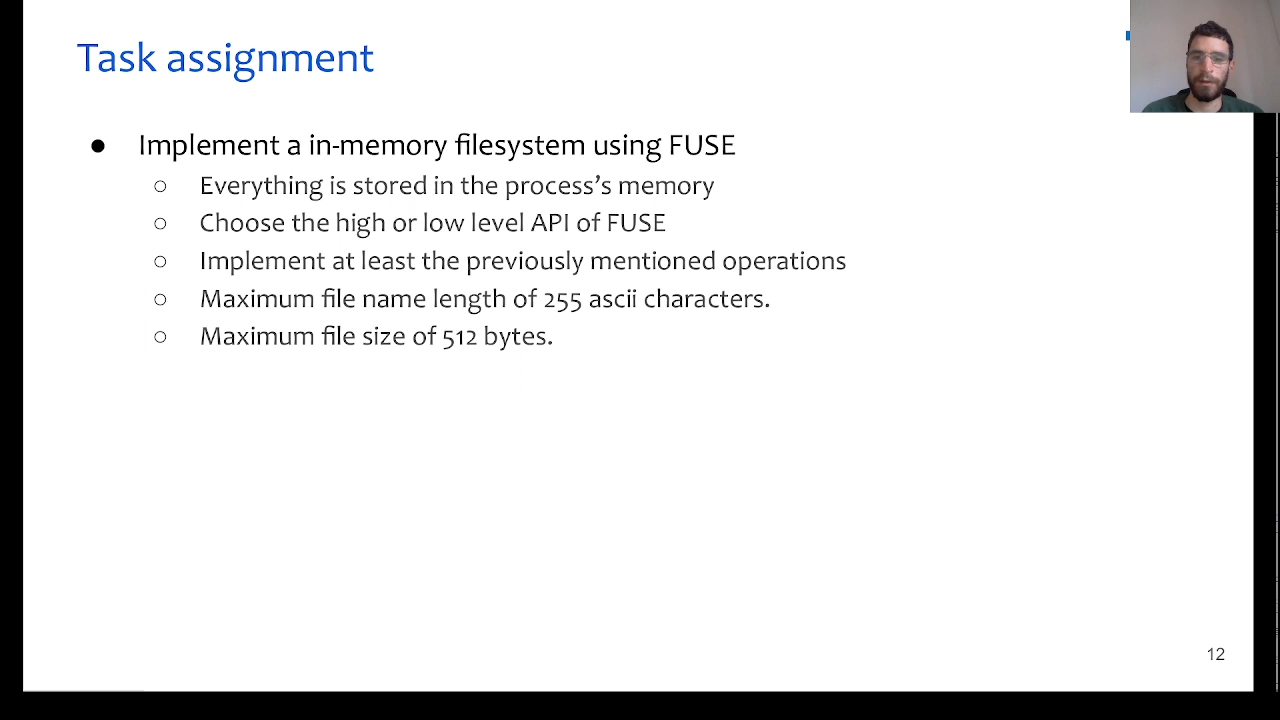 Task assignment
● Implement a in-memory filesystem using FUSE
○ Everything is stored in the process’s memory
○ Choose the high or low level API of FUSE
○ Implement at least the previously mentioned operations
○ Maximum file name length of 255 ascii characters.
○ Maximum file size of 512 bytes.
12